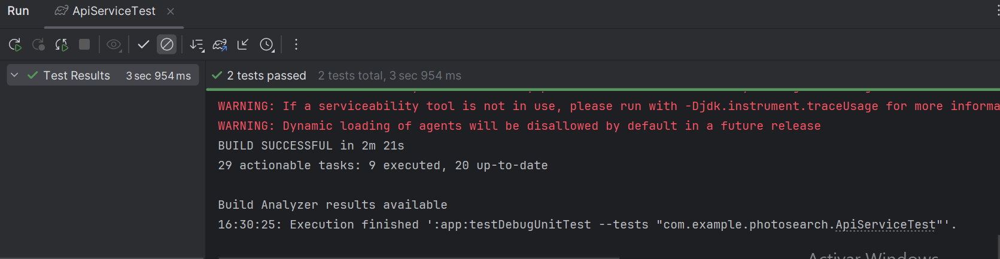 Run ApiServiceTest
Test Results 3 sec 954 ms
2 tests passed 2 tests total, 3 sec 954 ms
WARNING: If a serviceability tool is not in use, please run with -Djdk.instrument.traceUsage for more informa
WARNING: Dynamic loading of agents will be disallowed by default in a future release
BUILD SUCCESSFUL in 2m 21s
29 actionable tasks: 9 executed, 20 up-to-date
Build Analyzer results available
16:30:25: Execution finished ':app:testDebugUnitTest --tests "com.example.photosearch.ApiServiceTest"'.
Activar Windows